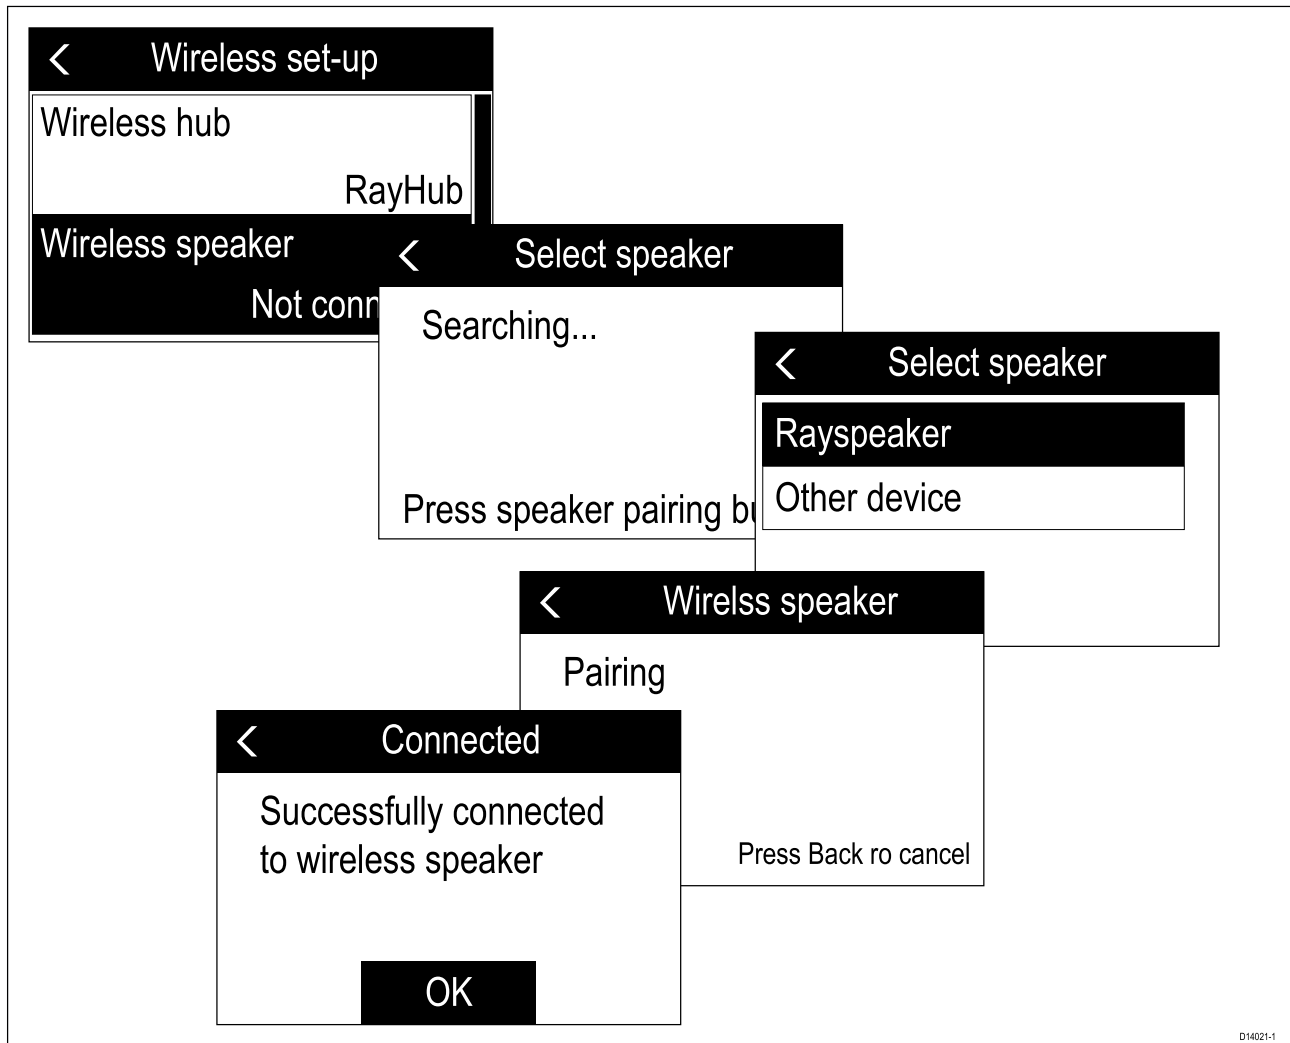 Wireless set-up
Wireless hub
RayHub
Wireless speaker
Not conn
Select speaker
Searching...
Press speaker pairing bu
Select speaker
Rayspeaker
Other device
Wirelss speaker
Pairing
Press Back ro cancel
Connected
Successfully connected
to wireless speaker
OK
D14021-1